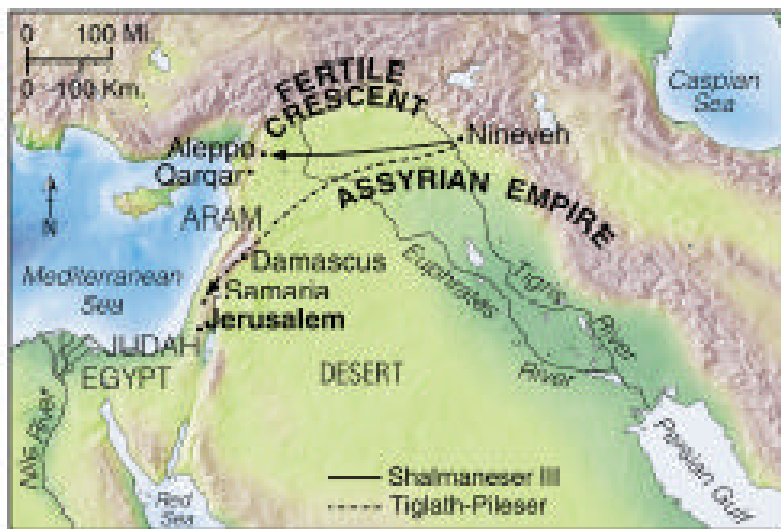 0 100 Mi.
0 100 Km.
FERTILE
CRESCENT
Caspian
Sea
Nineveh
Aleppo
Qarqar
ASSYRIAN EMPIRE
ARAM
Mediterranean
Sea
N
Damascus
Samaria
Jerusalem
Euphrates
River
Tigris
River
JUDAH
EGYPT
DESERT
Nile River
Red
Sea
Persian Gulf
Shalmaneser III
Tiglath-Pileser